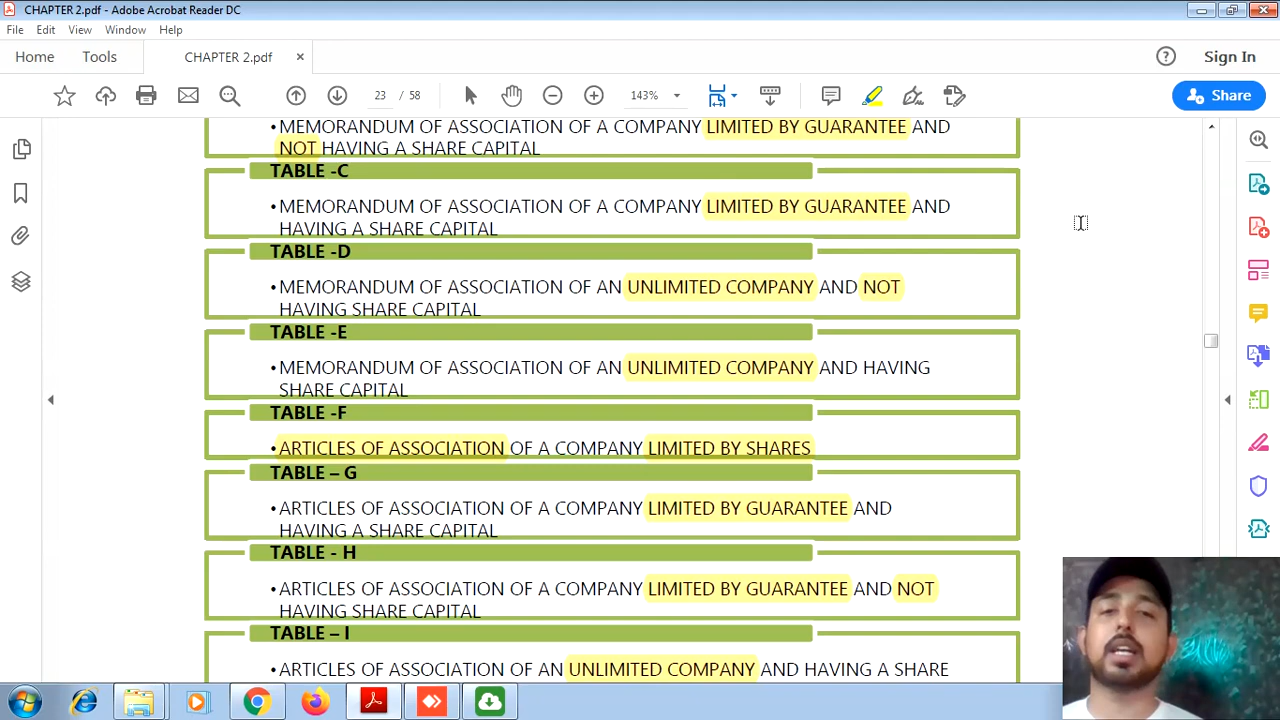 CHAPTER 2.pdf - Adobe Acrobat Reader DC
File Edit View Window Help
Home Tools CHAPTER 2.pdf × Sign In
23 / 58 143% Share
•MEMORANDUM OF ASSOCIATION OF A COMPANY LIMITED BY GUARANTEE AND
NOT HAVING A SHARE CAPITAL
TABLE -C
•MEMORANDUM OF ASSOCIATION OF A COMPANY LIMITED BY GUARANTEE AND
HAVING A SHARE CAPITAL
TABLE -D
•MEMORANDUM OF ASSOCIATION OF AN UNLIMITED COMPANY AND NOT
HAVING SHARE CAPITAL
TABLE -E
•MEMORANDUM OF ASSOCIATION OF AN UNLIMITED COMPANY AND HAVING
SHARE CAPITAL
TABLE -F
•ARTICLES OF ASSOCIATION OF A COMPANY LIMITED BY SHARES
TABLE – G
•ARTICLES OF ASSOCIATION OF A COMPANY LIMITED BY GUARANTEE AND
HAVING A SHARE CAPITAL
TABLE - H
•ARTICLES OF ASSOCIATION OF A COMPANY LIMITED BY GUARANTEE AND NOT
HAVING SHARE CAPITAL
TABLE – I
•ARTICLES OF ASSOCIATION OF AN UNLIMITED COMPANY AND HAVING A SHARE